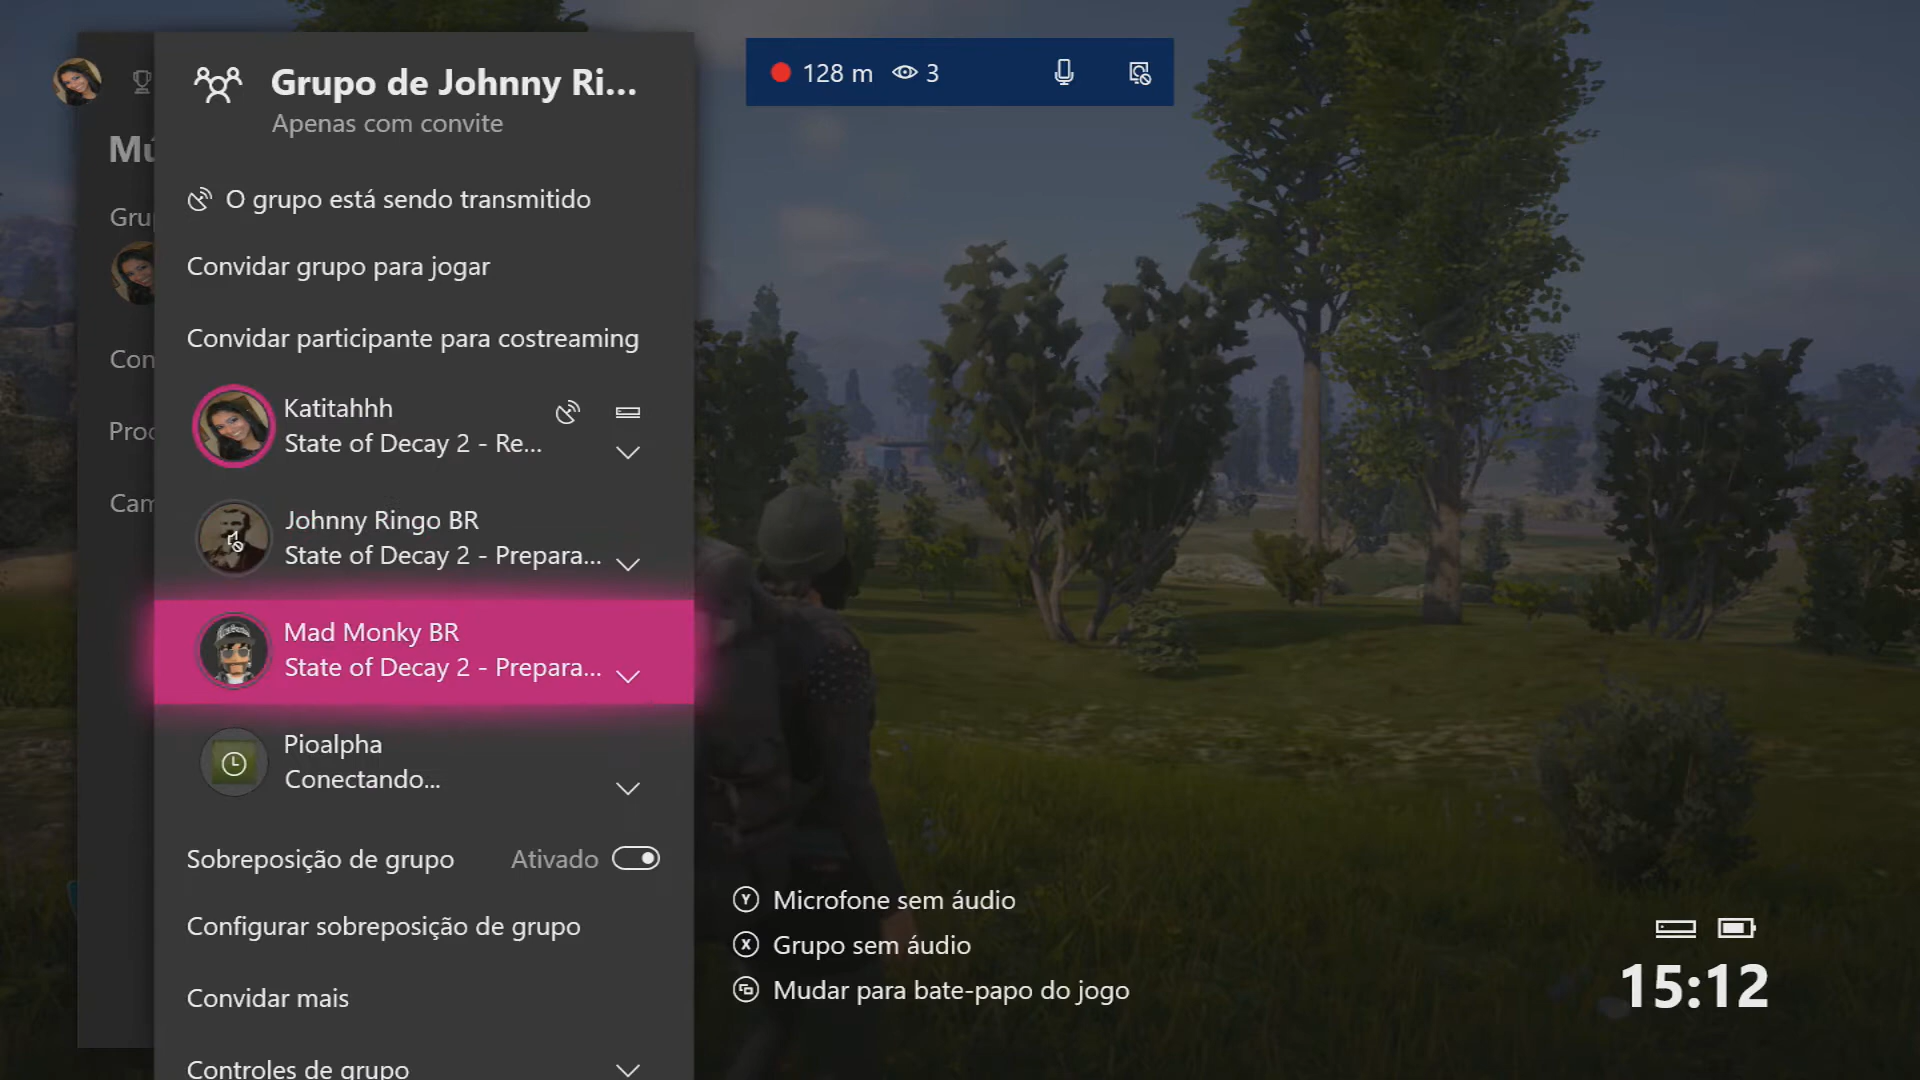 Grupo de Johnny Ri...
Apenas com convite
128 m
3
Mú
Gru
Con
Proc
Cam
O grupo está sendo transmitido
Convidar grupo para jogar
Convidar participante para costreaming
Katitahhh
State of Decay 2 - Re...
Johnny Ringo BR
State of Decay 2 - Prepara...
Mad Monky BR
State of Decay 2 - Prepara...
Pioalpha
Conectando...
Sobreposição de grupo
Ativado
Configurar sobreposição de grupo
Convidar mais
Controles de grupo
Y Microfone sem áudio
X Grupo sem áudio
Mudar para bate-papo do jogo
15:12